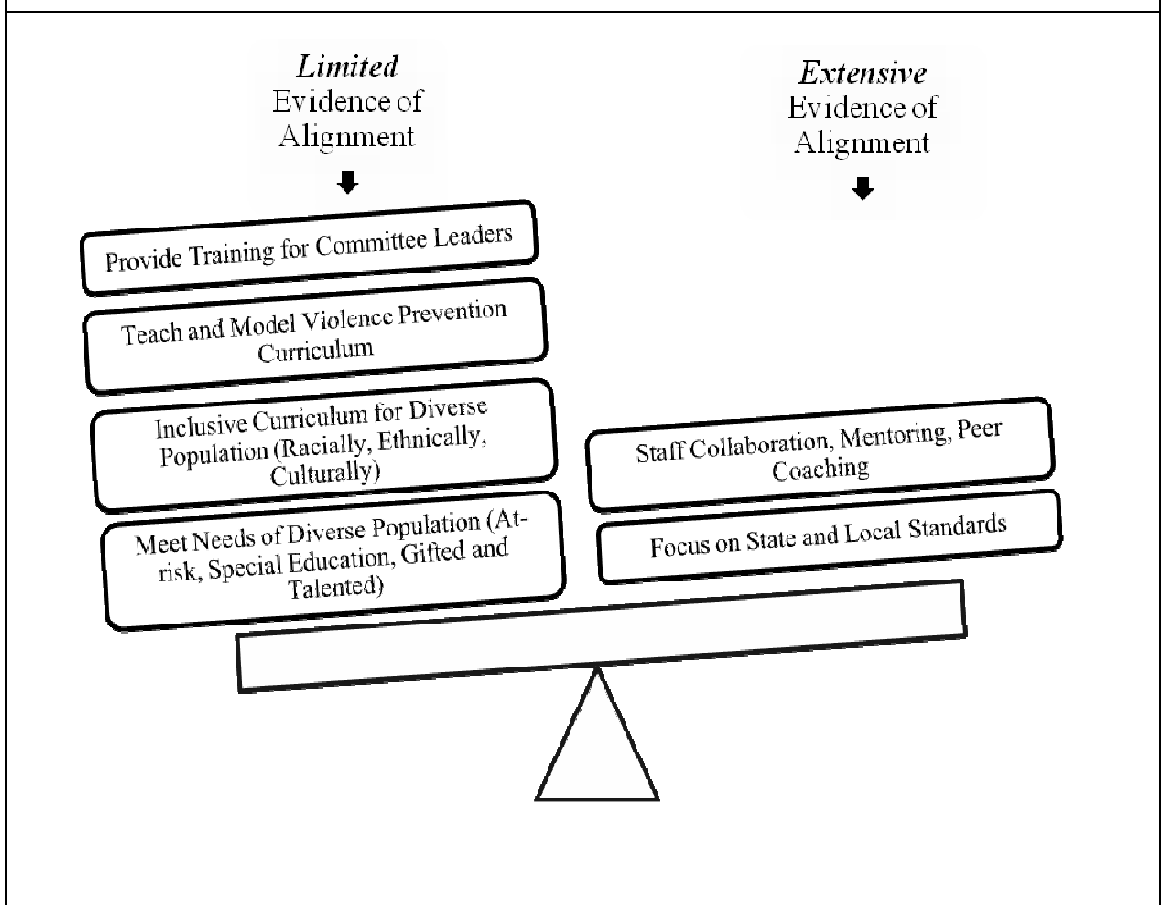 Limited
Evidence of
Alignment
Extensive
Evidence of
Alignment
Provide Training for Committee Leaders
Teach and Model Violence Prevention
Curriculum
Inclusive Curriculum for Diverse
Population (Racially, Ethnically,
Culturally)
Meet Needs of Diverse Population (At-
risk, Special Education, Gifted and
Talented)
Staff Collaboration, Mentoring, Peer
Coaching
Focus on State and Local Standards